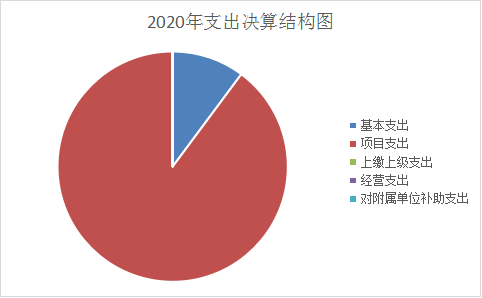 2020年支出决算结构图
基本支出
项目支出
上缴上级支出
经营支出
对附属单位补助支出